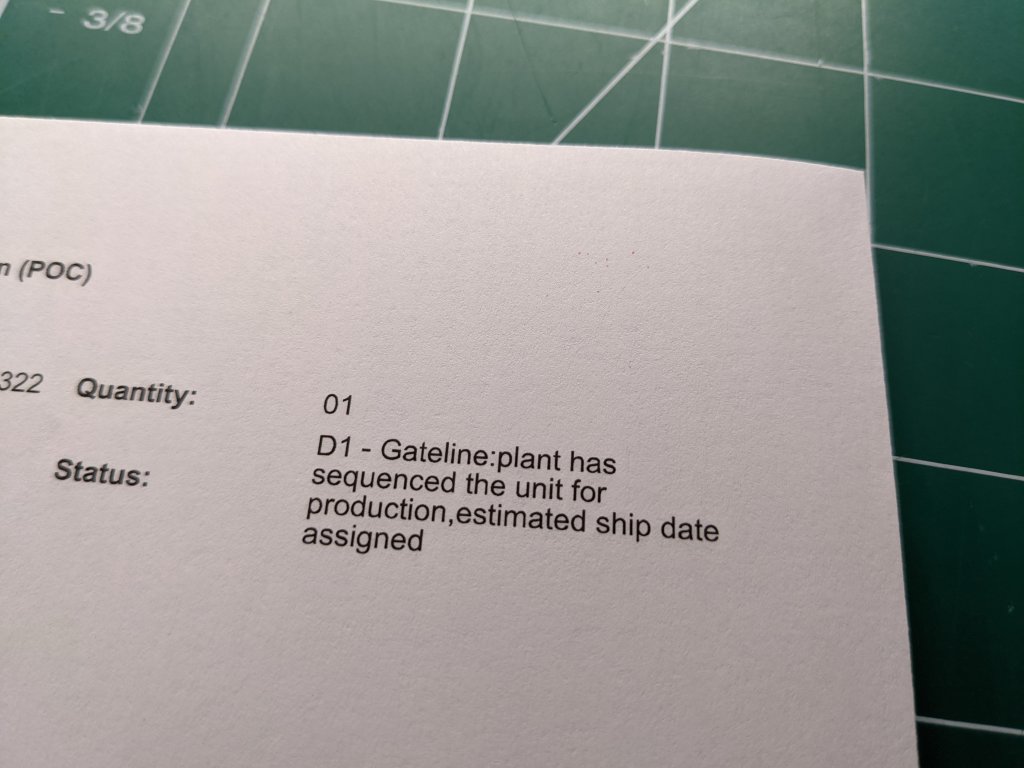 - 3/8
n (POC)
322 Quantity: 01
Status: D1 - Gateline:plant has
sequenced the unit for
production,estimated ship date
assigned